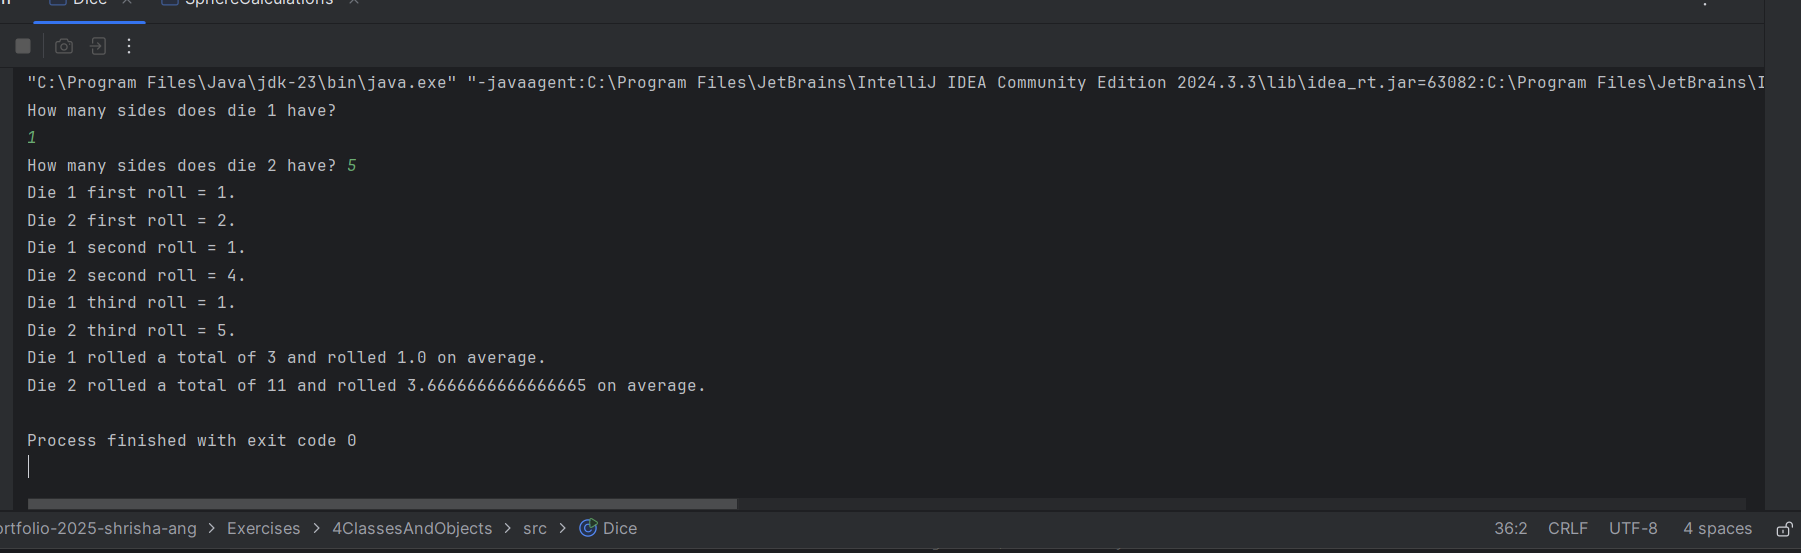 Dice SphereCalculations
"C:\Program Files\Java\jdk-23\bin\java.exe" "-javaagent:C:\Program Files\JetBrains\IntelliJ IDEA Community Edition 2024.3.3\lib\idea_rt.jar=63082:C:\Program Files\JetBrains\I
How many sides does die 1 have?
1
How many sides does die 2 have? 5
Die 1 first roll = 1.
Die 2 first roll = 2.
Die 1 second roll = 1.
Die 2 second roll = 4.
Die 1 third roll = 1.
Die 2 third roll = 5.
Die 1 rolled a total of 3 and rolled 1.0 on average.
Die 2 rolled a total of 11 and rolled 3.6666666666666665 on average.
Process finished with exit code 0
ortfolio-2025-shrisha-ang > Exercises > 4ClassesAndObjects > src > Dice 36:2 CRLF UTF-8 4 spaces